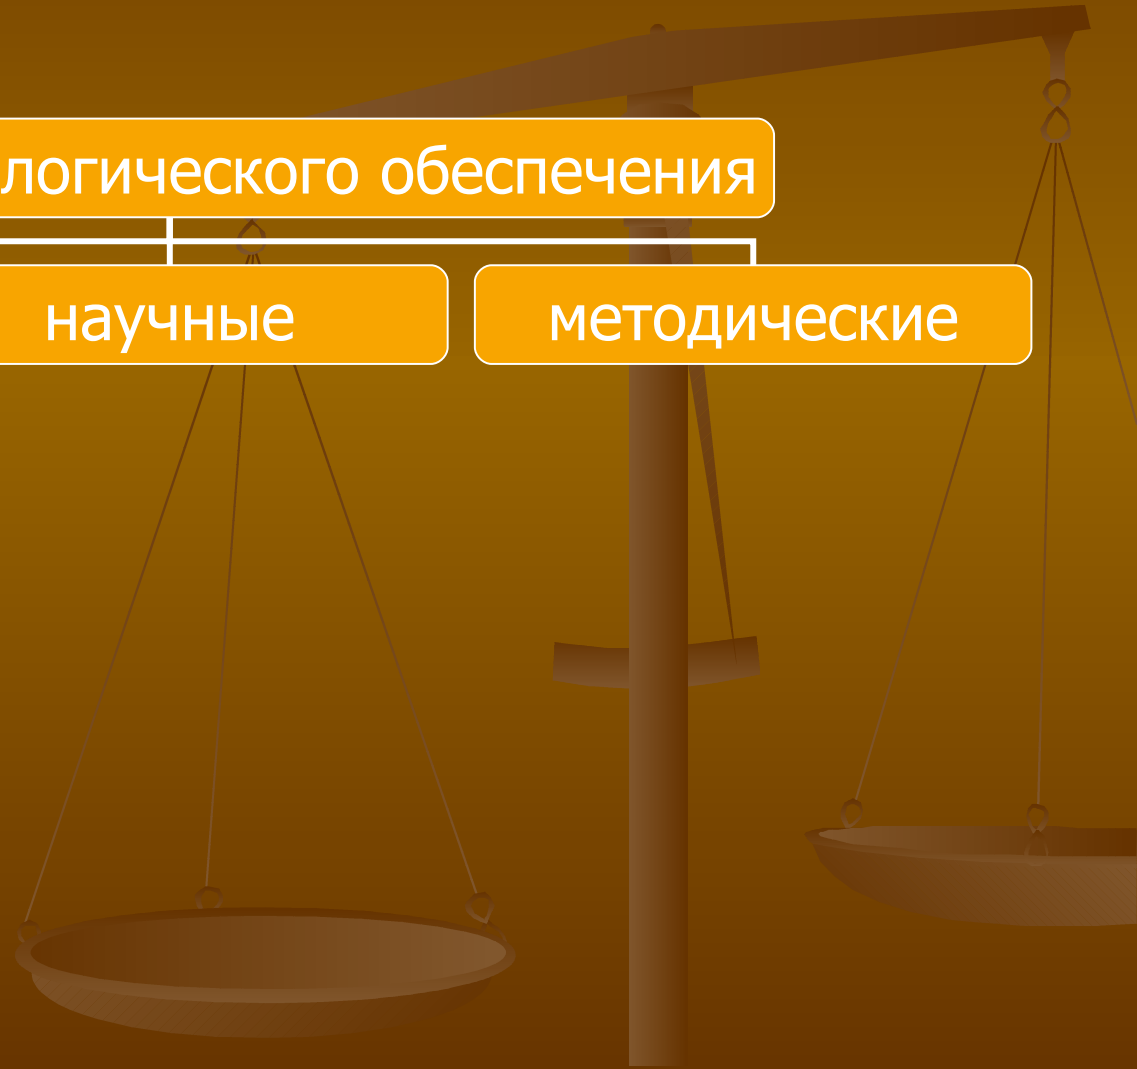 логического обеспечения
научные
методические